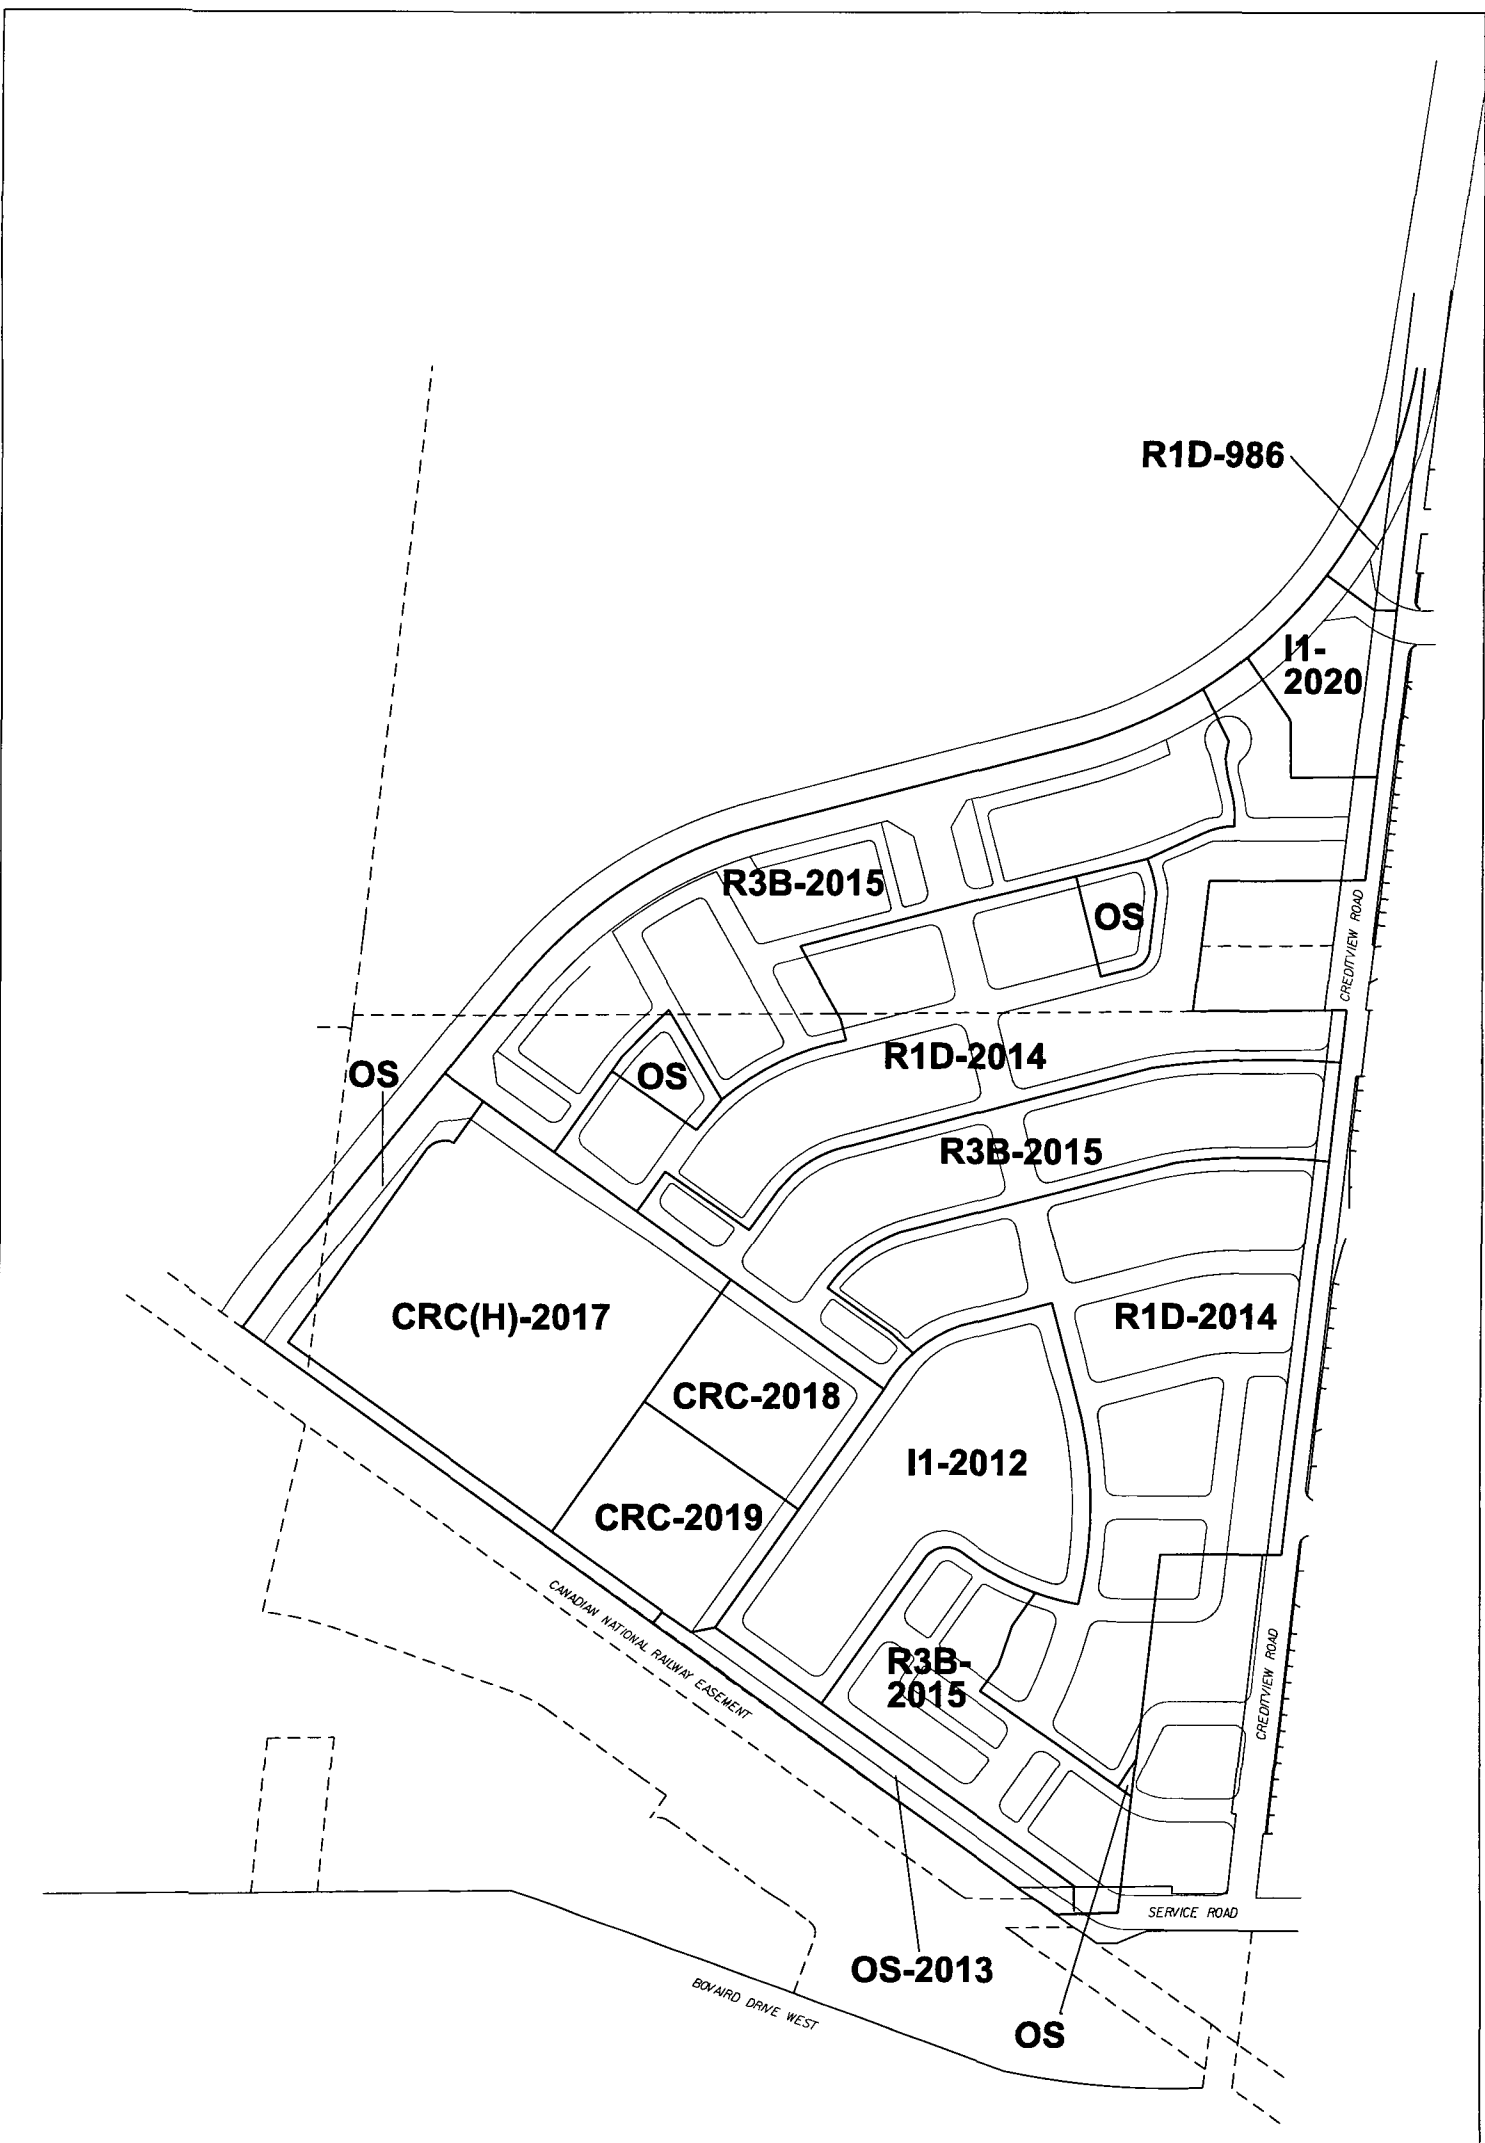 R1D-986
I1-
2020
R3B-2015
OS
CREDITVIEW ROAD
R1D-2014
OS
OS
R3B-2015
CRC(H)-2017
R1D-2014
CRC-2018
I1-2012
CRC-2019
CANADIAN NATIONAL RAILWAY EASEMENT
R3B-
2015
CREDITVIEW ROAD
SERVICE ROAD
OS-2013
BOVAIRD DRIVE WEST
OS